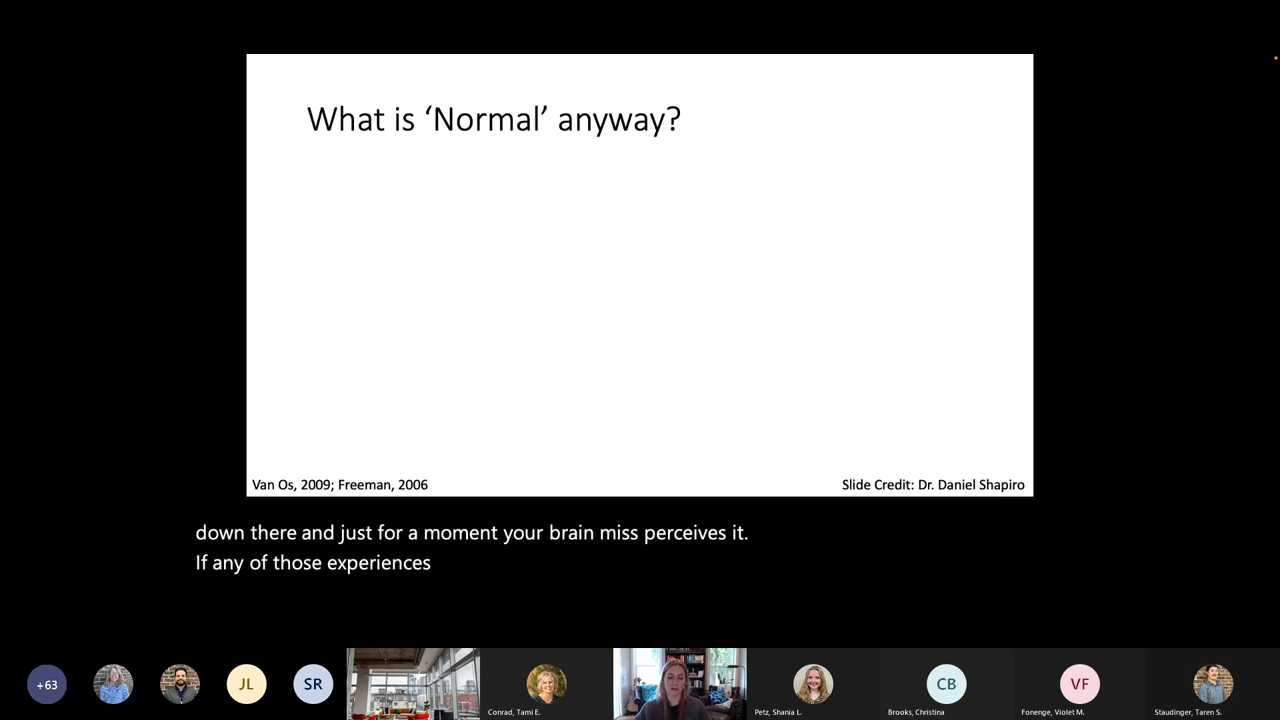 What is ‘Normal’ anyway?
Van Os, 2009; Freeman, 2006
Slide Credit: Dr. Daniel Shapiro
down there and just for a moment your brain miss perceives it.
If any of those experiences
+63
JL
SR
Conrad, Tami E.
Petz, Shania L.
CB
Brooks, Christina
VF
Fonenge, Violet M.
Staudinger, Taren S.